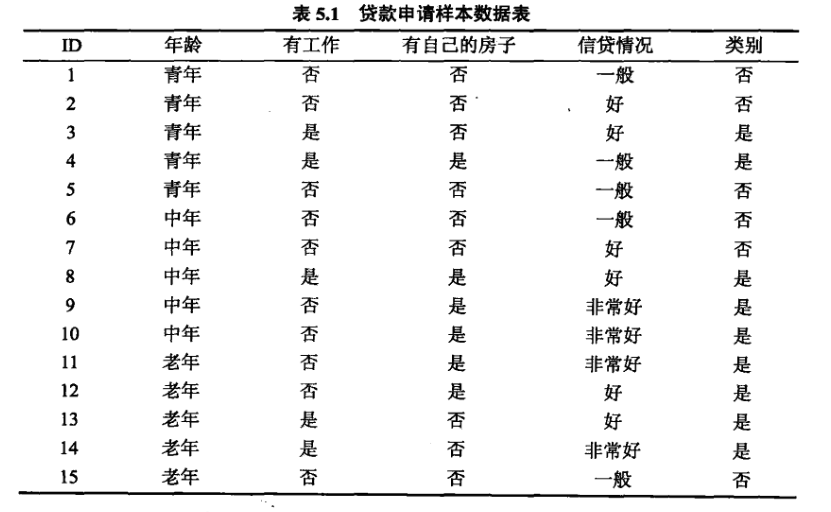 表 5.1 贷款申请样本数据表
ID 年龄 有工作 有自己的房子 信贷情况 类别
1 青年 否 否 一般 否
2 青年 否 否 好 否
3 青年 是 否 好 是
4 青年 是 是 一般 是
5 青年 否 否 一般 否
6 中年 否 否 一般 否
7 中年 否 否 好 否
8 中年 是 是 好 是
9 中年 否 是 非常好 是
10 中年 否 是 非常好 是
11 老年 否 是 非常好 是
12 老年 否 是 好 是
13 老年 是 否 好 是
14 老年 是 否 非常好 是
15 老年 否 否 一般 否